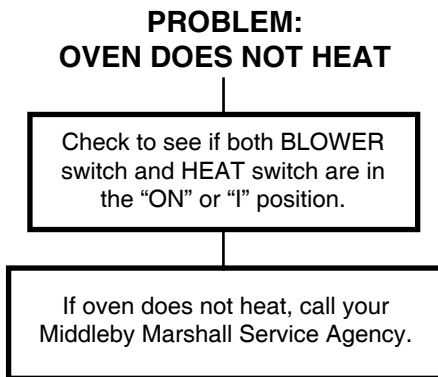 PROBLEM:
OVEN DOES NOT HEAT
Check to see if both BLOWER
switch and HEAT switch are in
the “ON” or “I” position.
If oven does not heat, call your
Middleby Marshall Service Agency.